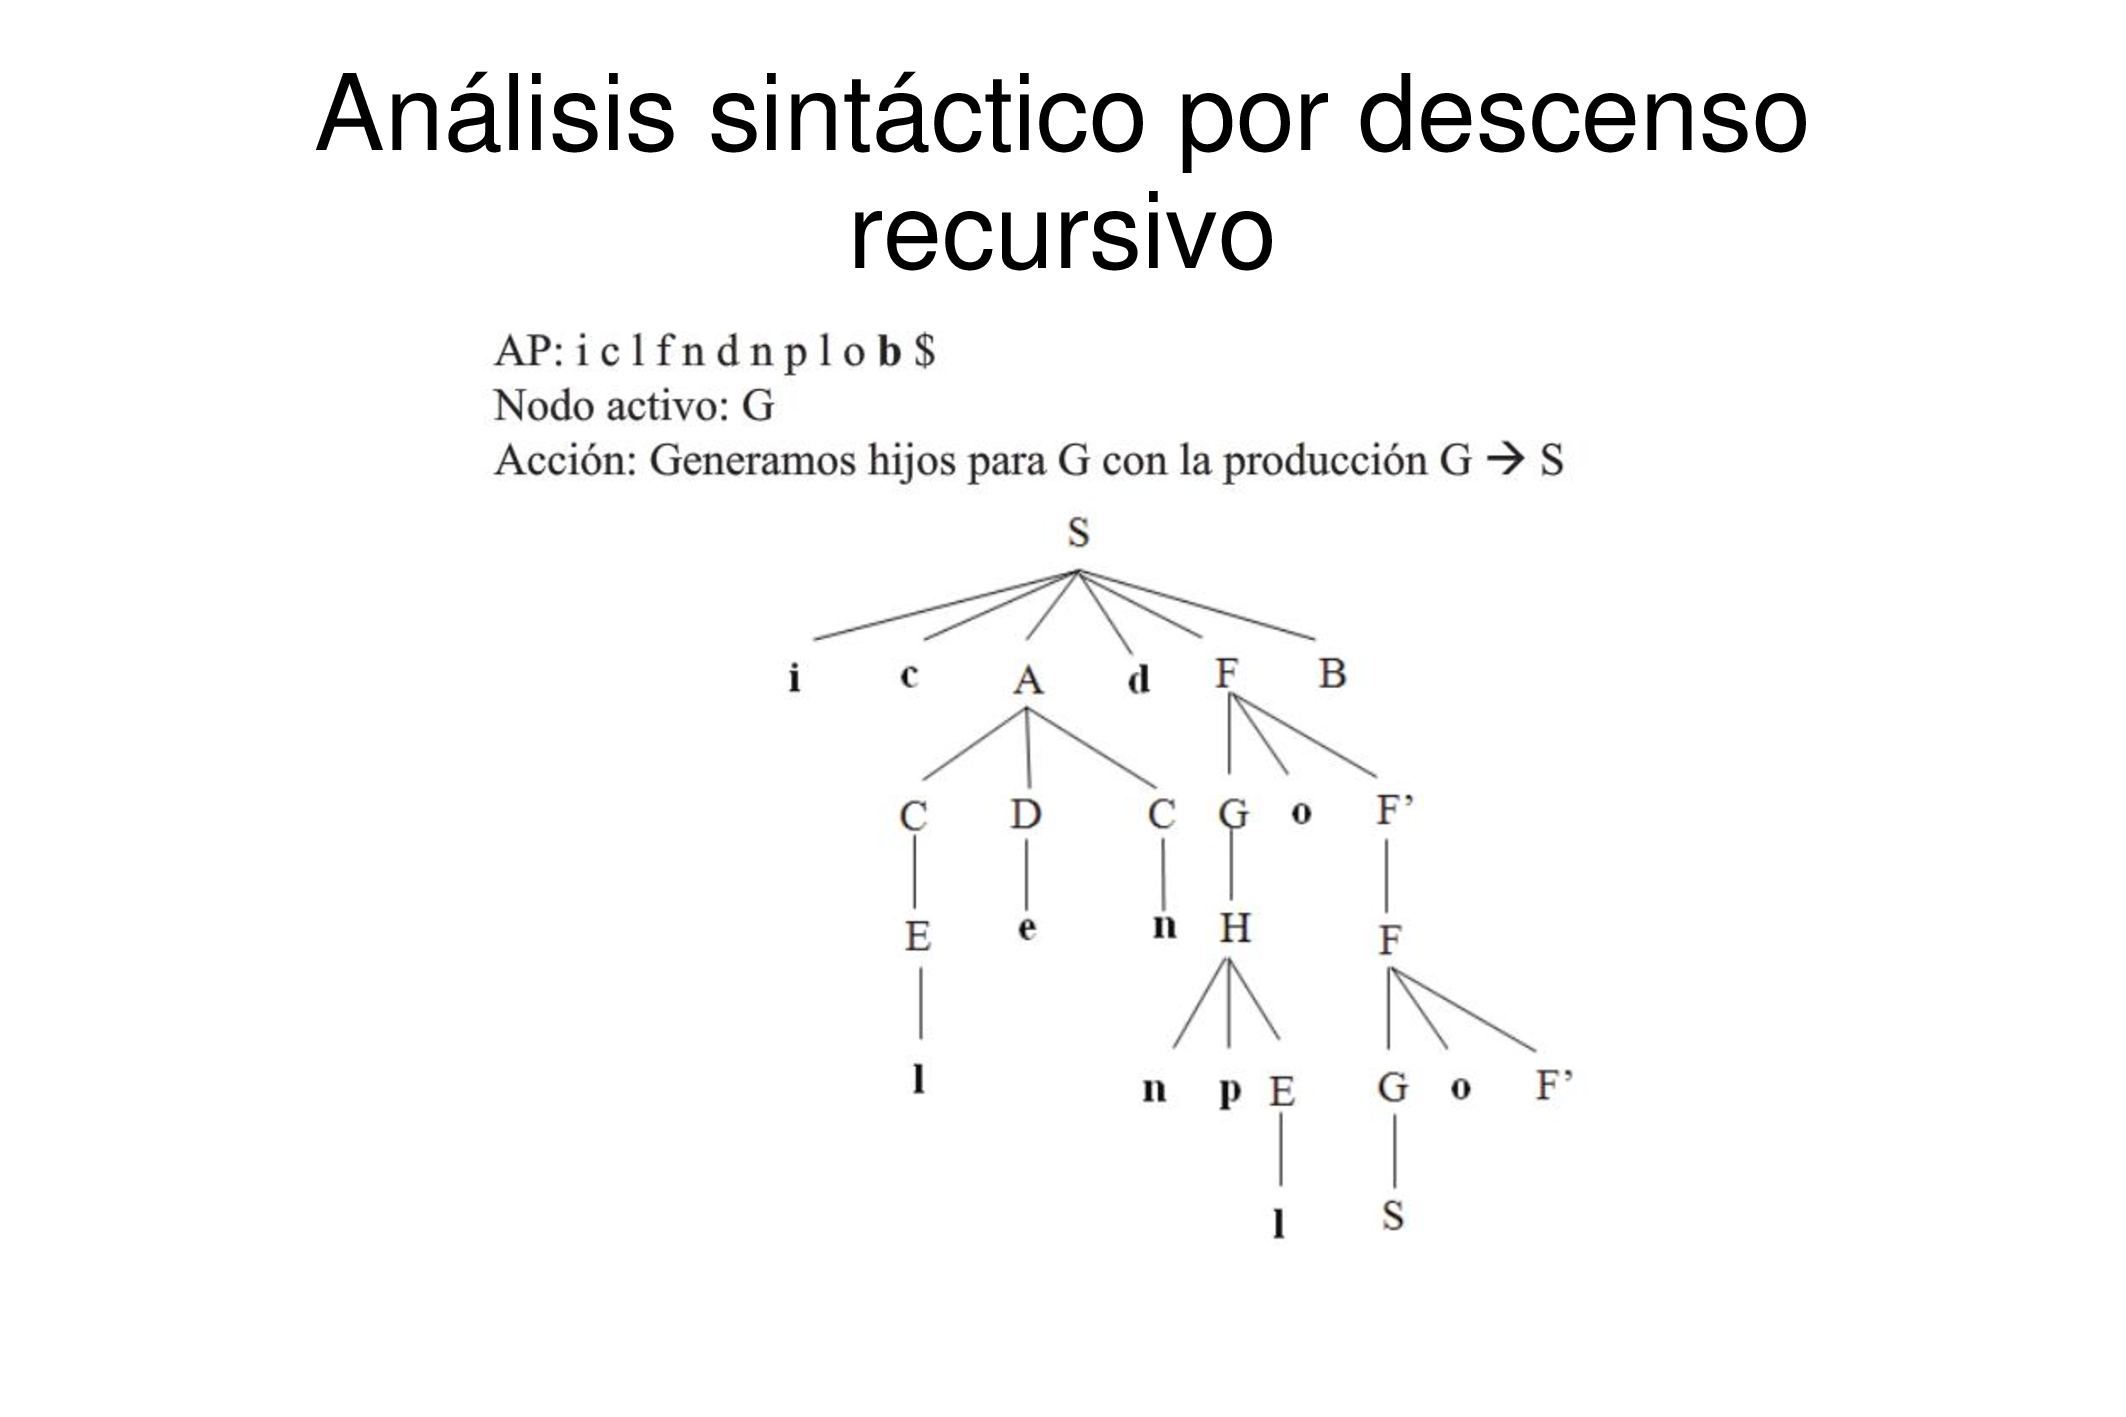 Análisis sintáctico por descenso
recursivo
AP: i c l f n d n p l o b $
Nodo activo: G
Acción: Generamos hijos para G con la producción G → S
S
i c A d F B
C D C G o F’
E e n H F
l n p E G o F’
l S